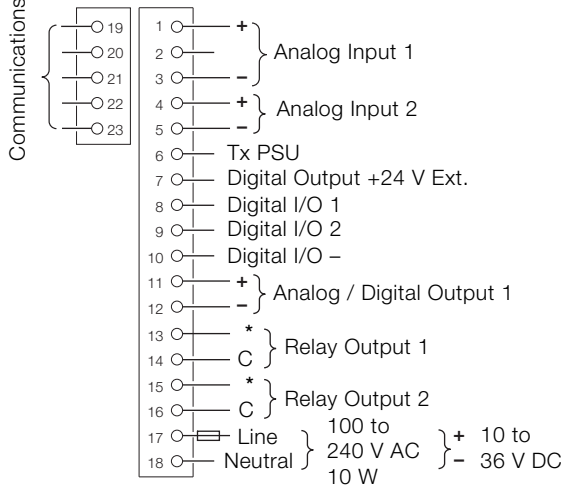 Communications
19
20
21
22
23
1 +
2 Analog Input 1
3 –
4 +
Analog Input 2
5 –
6 Tx PSU
7 Digital Output +24 V Ext.
8 Digital I/O 1
9 Digital I/O 2
10 Digital I/O –
11 +
Analog / Digital Output 1
12 –
13 *
Relay Output 1
14 C
15 *
Relay Output 2
16 C
17 Line 100 to + 10 to
240 V AC
18 Neutral – 36 V DC
10 W